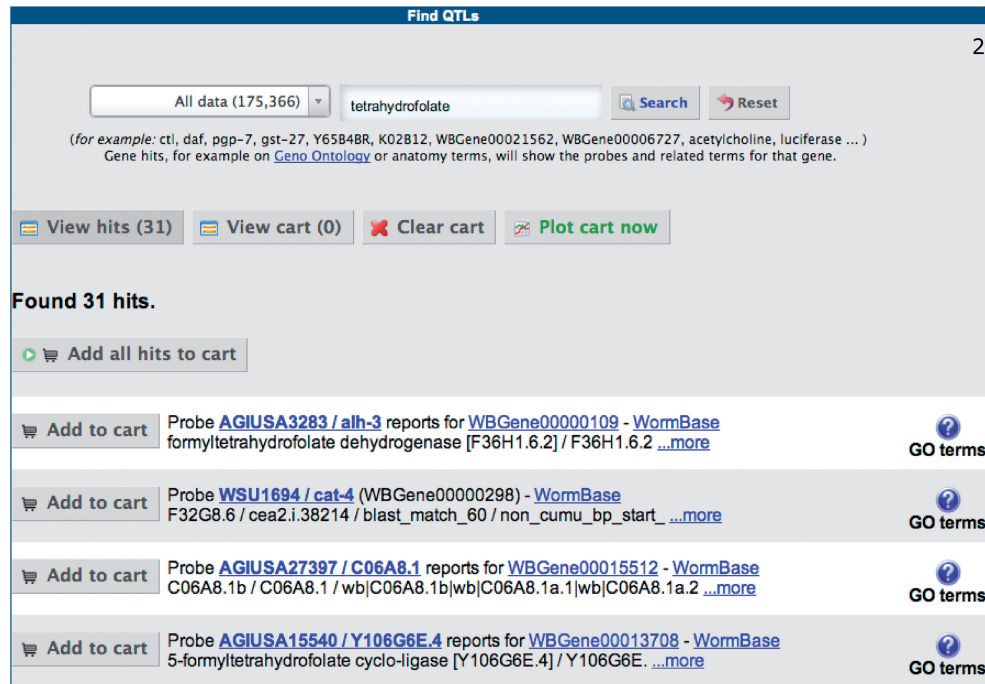 Find QTLs
2
All data (175,366) tetrahydrofolate Search Reset
(for example: ctl, daf, pgp-7, gst-27, Y65B4BR, K02B12, WBGene00021562, WBGene00006727, acetylcholine, luciferase ... )
Gene hits, for example on Geno Ontology or anatomy terms, will show the probes and related terms for that gene.
View hits (31) View cart (0) Clear cart Plot cart now
Found 31 hits.
Add all hits to cart
Add to cart Probe AGIUSA3283 / alh-3 reports for WBGene00000109 - WormBase
formyltetrahydrofolate dehydrogenase [F36H1.6.2] / F36H1.6.2 ...more
GO terms
Add to cart Probe WSU1694 / cat-4 (WBGene00000298) - WormBase
F32G8.6 / cea2.i.38214 / blast_match_60 / non_cumu_bp_start_ ...more
GO terms
Add to cart Probe AGIUSA27397 / C06A8.1 reports for WBGene00015512 - WormBase
C06A8.1b / C06A8.1 / wb|C06A8.1b|wb|C06A8.1a.1|wb|C06A8.1a.2 ...more
GO terms
Add to cart Probe AGIUSA15540 / Y106G6E.4 reports for WBGene00013708 - WormBase
5-formyltetrahydrofolate cyclo-ligase [Y106G6E.4] / Y106G6E. ...more
GO terms